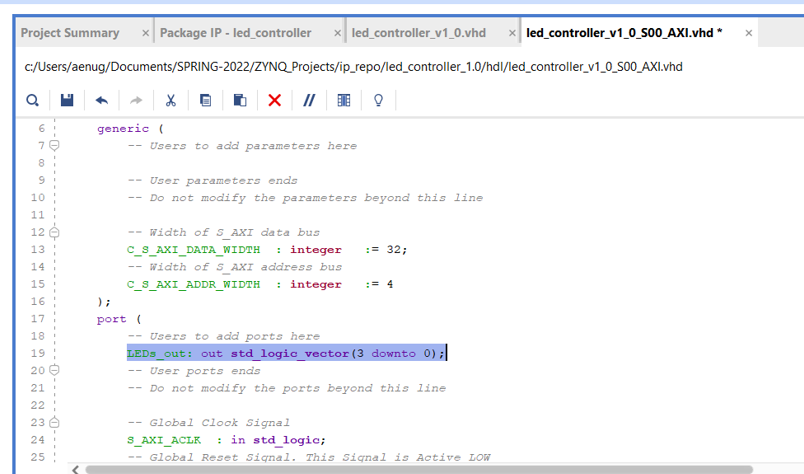 Project Summary × Package IP - led_controller × led_controller_v1_0.vhd × led_controller_v1_0_S00_AXI.vhd * ×
c:/Users/aenug/Documents/SPRING-2022/ZYNQ_Projects/ip_repo/led_controller_1.0/hdl/led_controller_v1_0_S00_AXI.vhd
6 generic (
7 -- Users to add parameters here
8
9 -- User parameters ends
10 -- Do not modify the parameters beyond this line
11
12 -- Width of S_AXI data bus
13 C_S_AXI_DATA_WIDTH : integer := 32;
14 -- Width of S_AXI address bus
15 C_S_AXI_ADDR_WIDTH : integer := 4
16 );
17 port (
18 -- Users to add ports here
19 LEDs_out: out std_logic_vector(3 downto 0);
20 -- User ports ends
21 -- Do not modify the ports beyond this line
22
23 -- Global Clock Signal
24 S_AXI_ACLK : in std_logic;
25 -- Global Reset Signal. This Signal is Active LOW